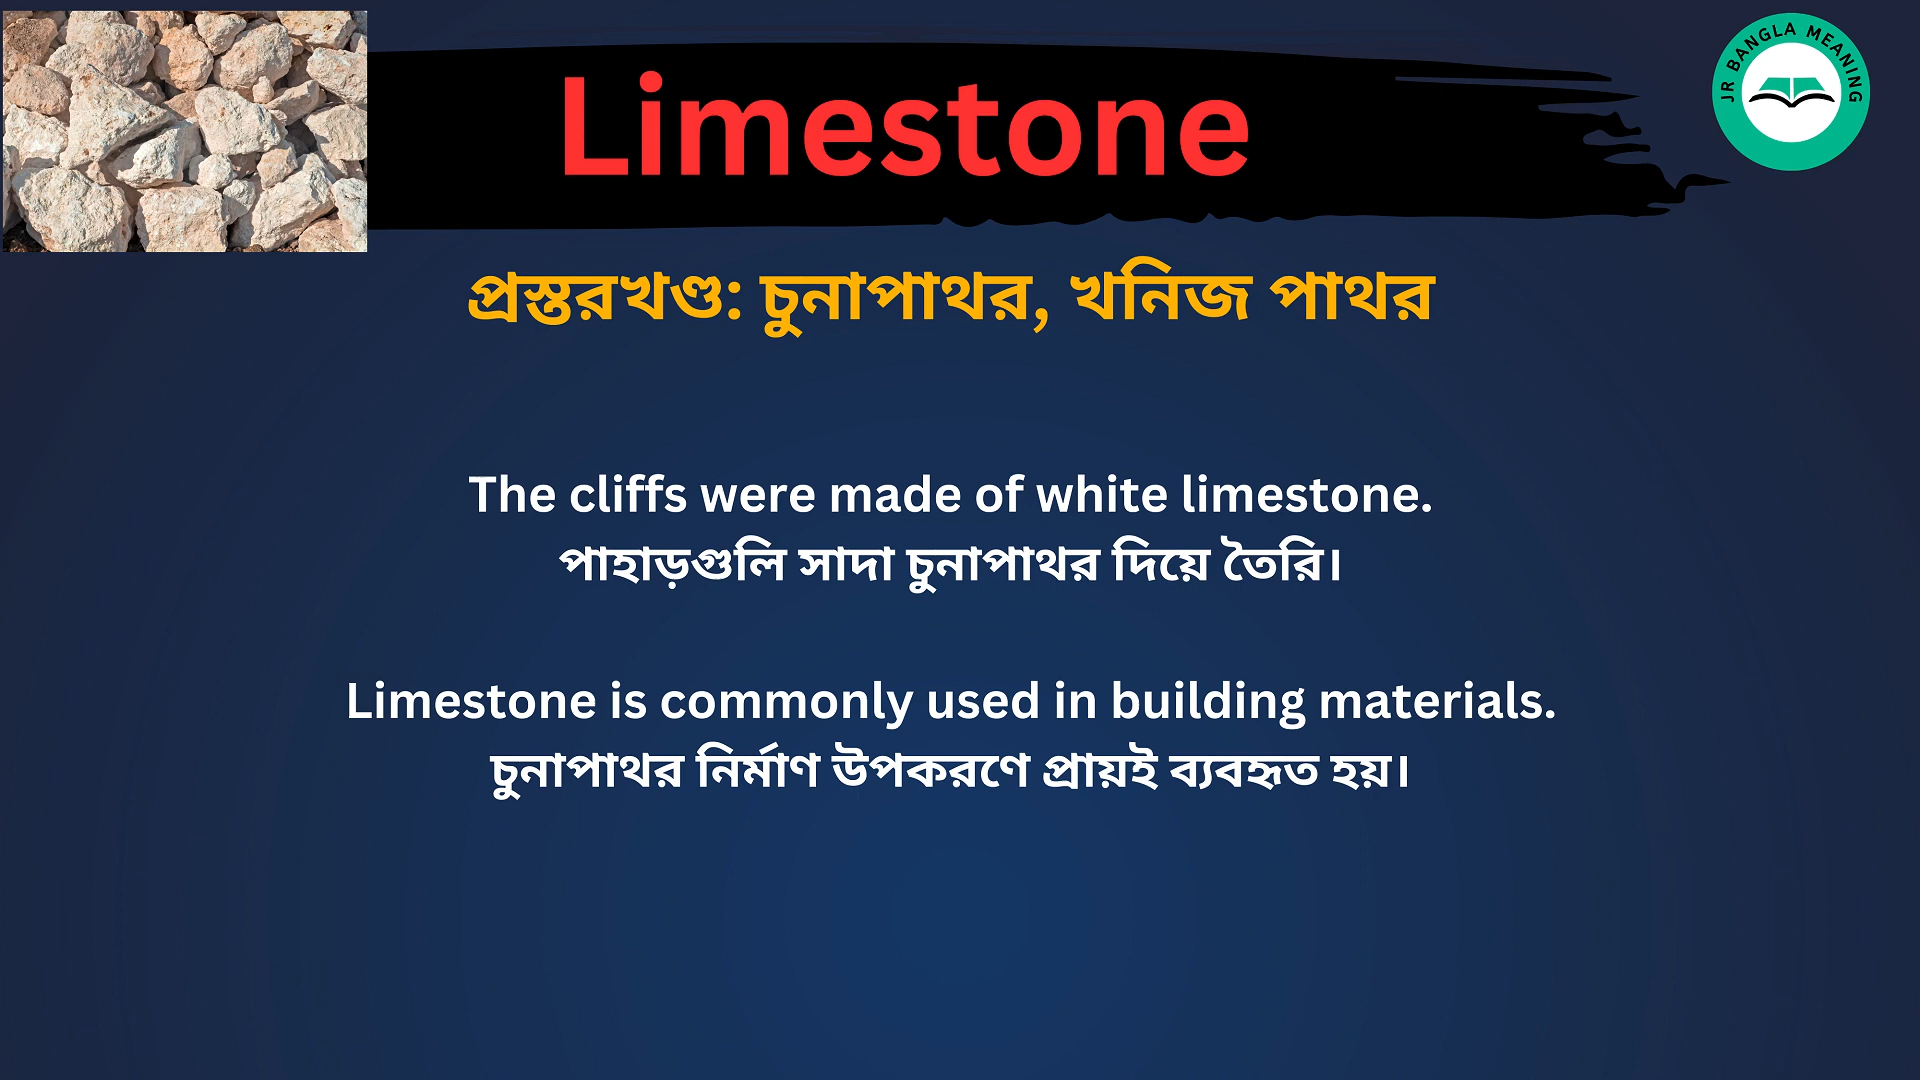 Limestone
JR BANGLA MEANING
প্রস্তরখণ্ড: চুনাপাথর, খনিজ পাথর
The cliffs were made of white limestone.
পাহাড়গুলি সাদা চুনাপাথর দিয়ে তৈরি।
Limestone is commonly used in building materials.
চুনাপাথর নির্মাণ উপকরণে প্রায়ই ব্যবহৃত হয়।